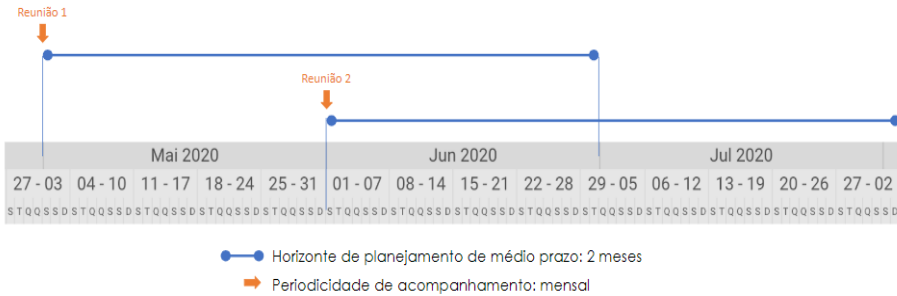 Reunião 1
Reunião 2
Mai 2020 Jun 2020 Jul 2020
27 - 03 04 - 10 11 - 17 18 - 24 25 - 31 01 - 07 08 - 14 15 - 21 22 - 28 29 - 05 06 - 12 13 - 19 20 - 26 27 - 02
S T Q Q S S D S T Q Q S S D S T Q Q S S D S T Q Q S S D S T Q Q S S D S T Q Q S S D S T Q Q S S D S T Q Q S S D S T Q Q S S D S T Q Q S S D S T Q Q S S D S T Q Q S S D S T Q Q S S D S T Q Q S S D
Horizonte de planejamento de médio prazo: 2 meses
Periodicidade de acompanhamento: mensal